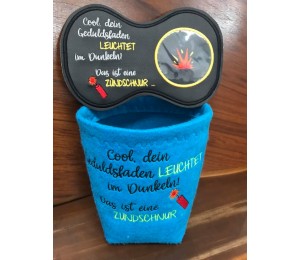 Cool, dein
Geduldsfaden
LEUCHTET
im Dunkeln!
Das ist eine
ZÜNDSCHNUR ...
Cool, dein
Geduldsfaden LEUCHTET
im Dunkeln!
Das ist eine
ZÜNDSCHNUR